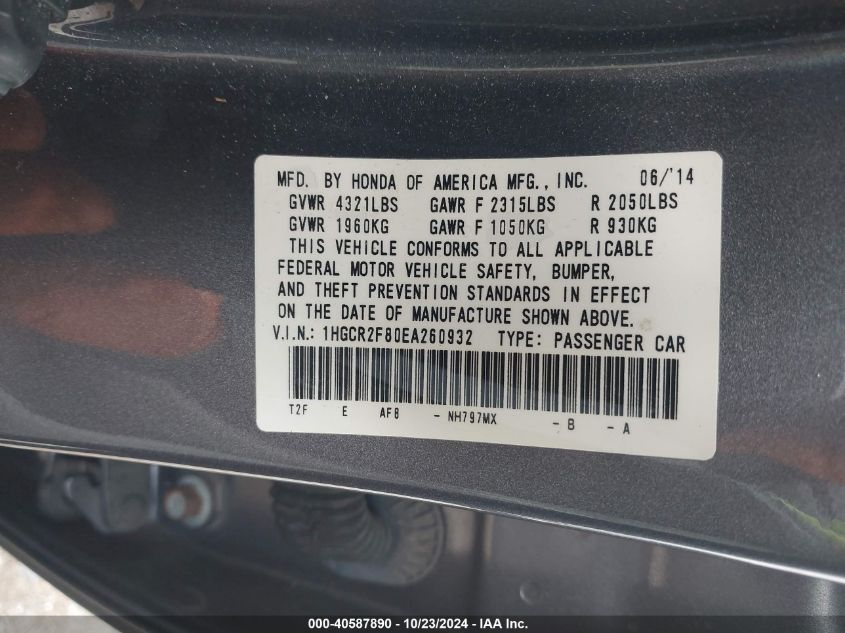 MFD. BY HONDA OF AMERICA MFG., INC. 06/'14
GVWR 4321LBS GAWR F 2315LBS R 2050LBS
GVWR 1960KG GAWR F 1050KG R 930KG
THIS VEHICLE CONFORMS TO ALL APPLICABLE
FEDERAL MOTOR VEHICLE SAFETY, BUMPER,
AND THEFT PREVENTION STANDARDS IN EFFECT
ON THE DATE OF MANUFACTURE SHOWN ABOVE.
V.I.N.: 1HGCR2F80EA260932 TYPE: PASSENGER CAR
T2F E AF8 - NH797MX - B - A
000-40587890 - 10/23/2024 - IAA Inc.